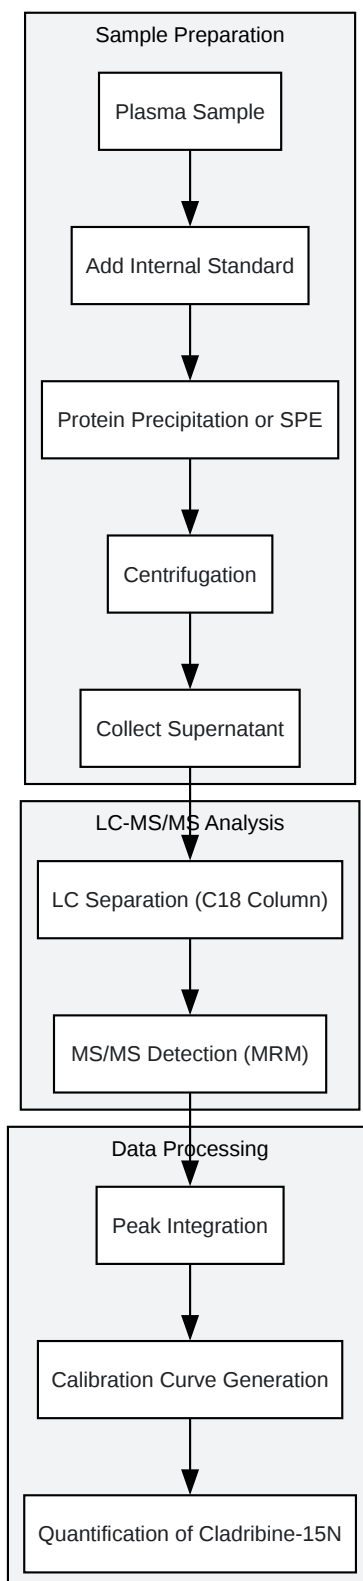 Sample Preparation
Plasma Sample
Add Internal Standard
Protein Precipitation or SPE
Centrifugation
Collect Supernatant
LC-MS/MS Analysis
LC Separation (C18 Column)
MS/MS Detection (MRM)
Data Processing
Peak Integration
Calibration Curve Generation
Quantification of Cladribine-15N